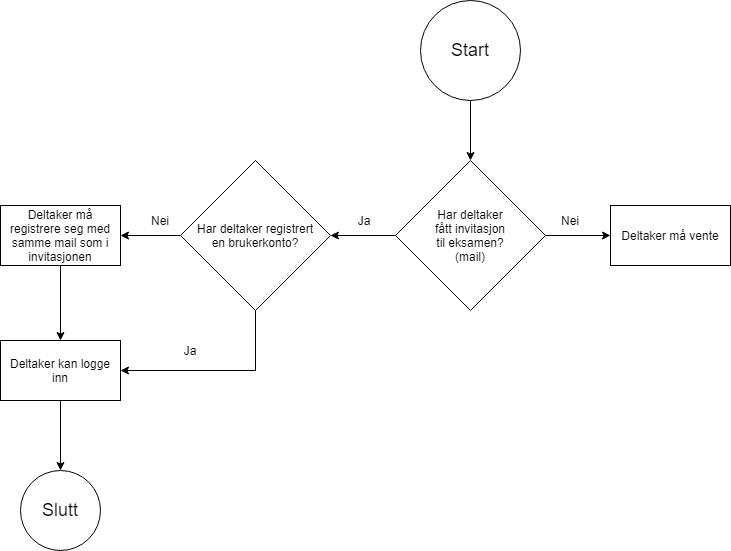 Start
Har deltaker
fått invitasjon
til eksamen?
(mail)
Nei
Deltaker må vente
Ja
Har deltaker registrert
en brukerkonto?
Nei
Deltaker må
registrere seg med
samme mail som i
invitasjonen
Ja
Deltaker kan logge
inn
Slutt